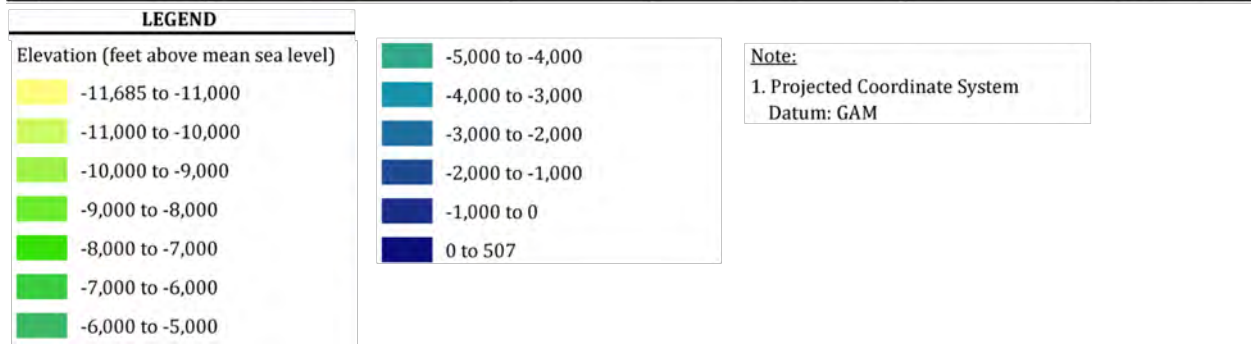 LEGEND
Elevation (feet above mean sea level)
-11,685 to -11,000
-11,000 to -10,000
-10,000 to -9,000
-9,000 to -8,000
-8,000 to -7,000
-7,000 to -6,000
-6,000 to -5,000
-5,000 to -4,000
-4,000 to -3,000
-3,000 to -2,000
-2,000 to -1,000
-1,000 to 0
0 to 507
Note:
1. Projected Coordinate System
Datum: GAM